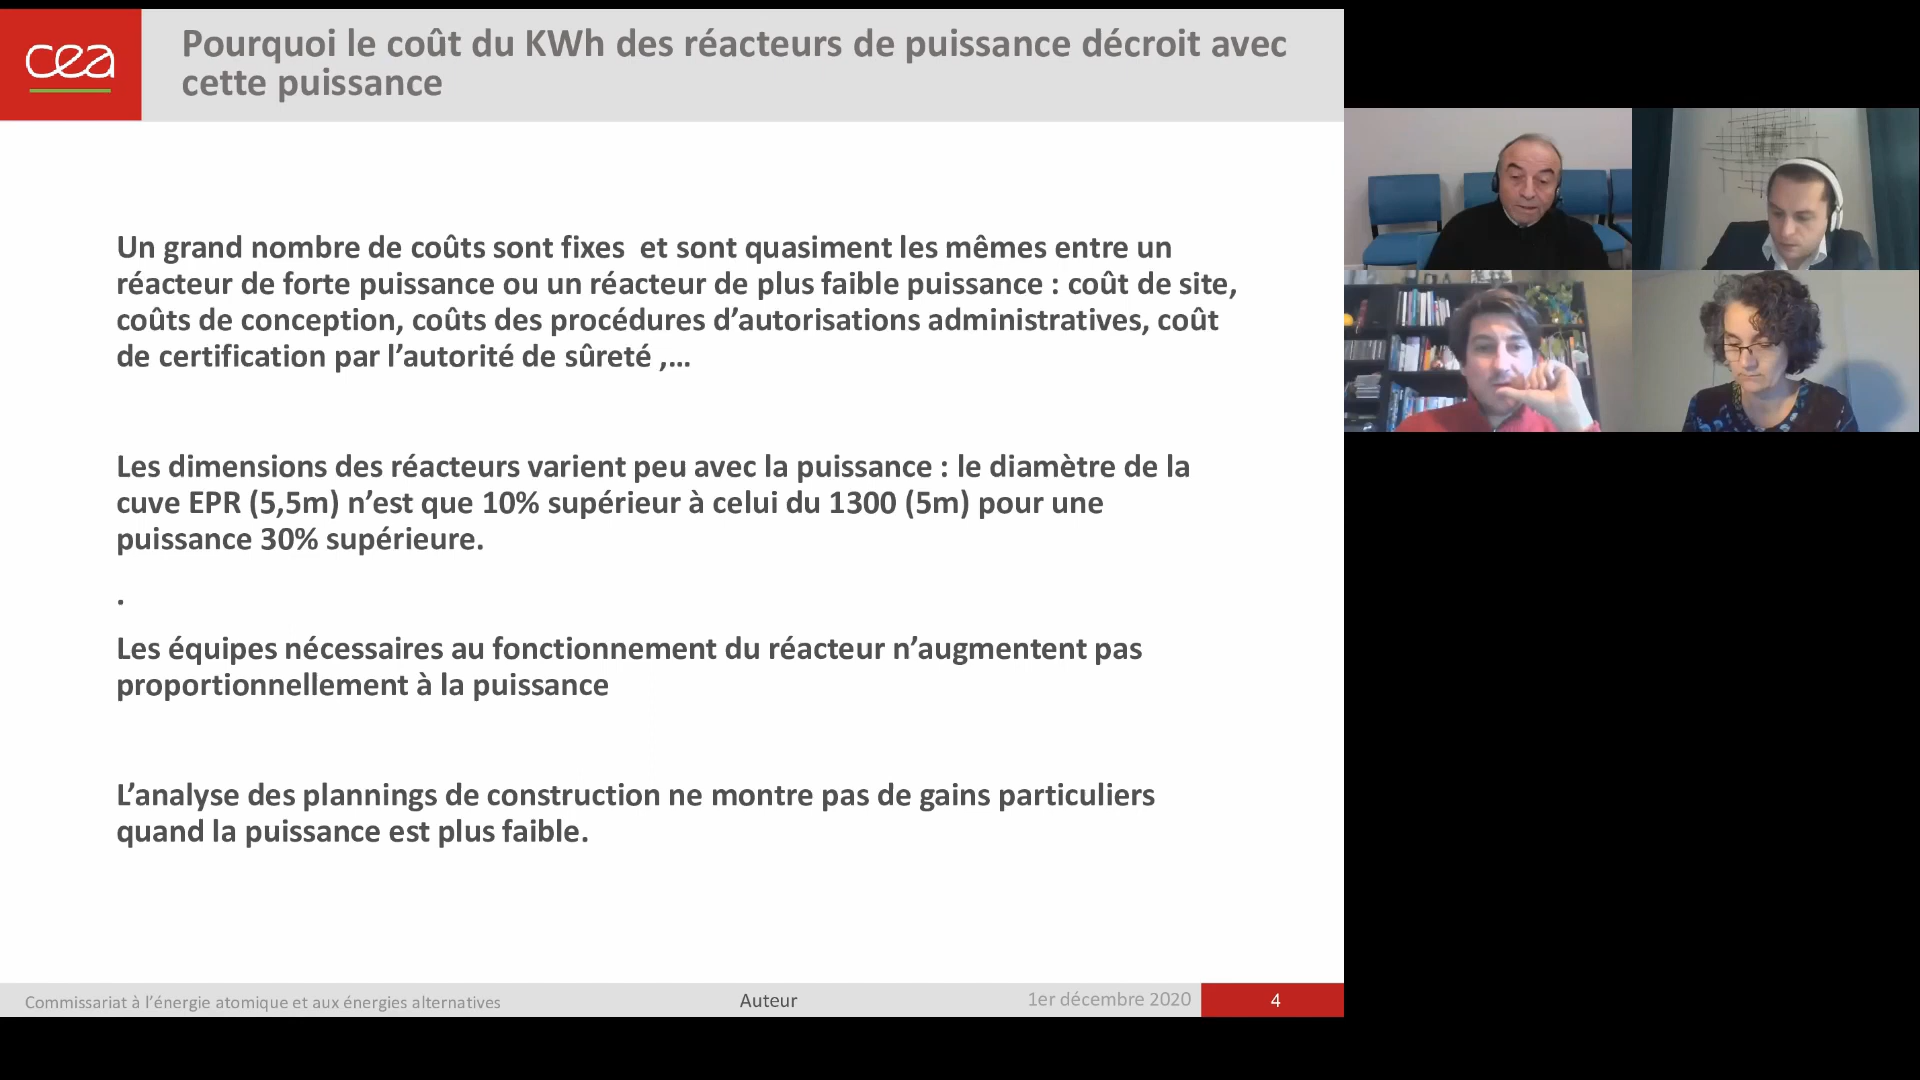 cea
Pourquoi le coût du KWh des réacteurs de puissance décroit avec
cette puissance
Un grand nombre de coûts sont fixes  et sont quasiment les mêmes entre un
réacteur de forte puissance ou un réacteur de plus faible puissance : coût de site,
coûts de conception, coûts des procédures d’autorisations administratives, coût
de certification par l’autorité de sûreté ,…
Les dimensions des réacteurs varient peu avec la puissance : le diamètre de la
cuve EPR (5,5m) n’est que 10% supérieur à celui du 1300 (5m) pour une
puissance 30% supérieure.
.
Les équipes nécessaires au fonctionnement du réacteur n’augmentent pas
proportionnellement à la puissance
L’analyse des plannings de construction ne montre pas de gains particuliers
quand la puissance est plus faible.
Commissariat à l’énergie atomique et aux énergies alternatives
Auteur
1er décembre 2020
4